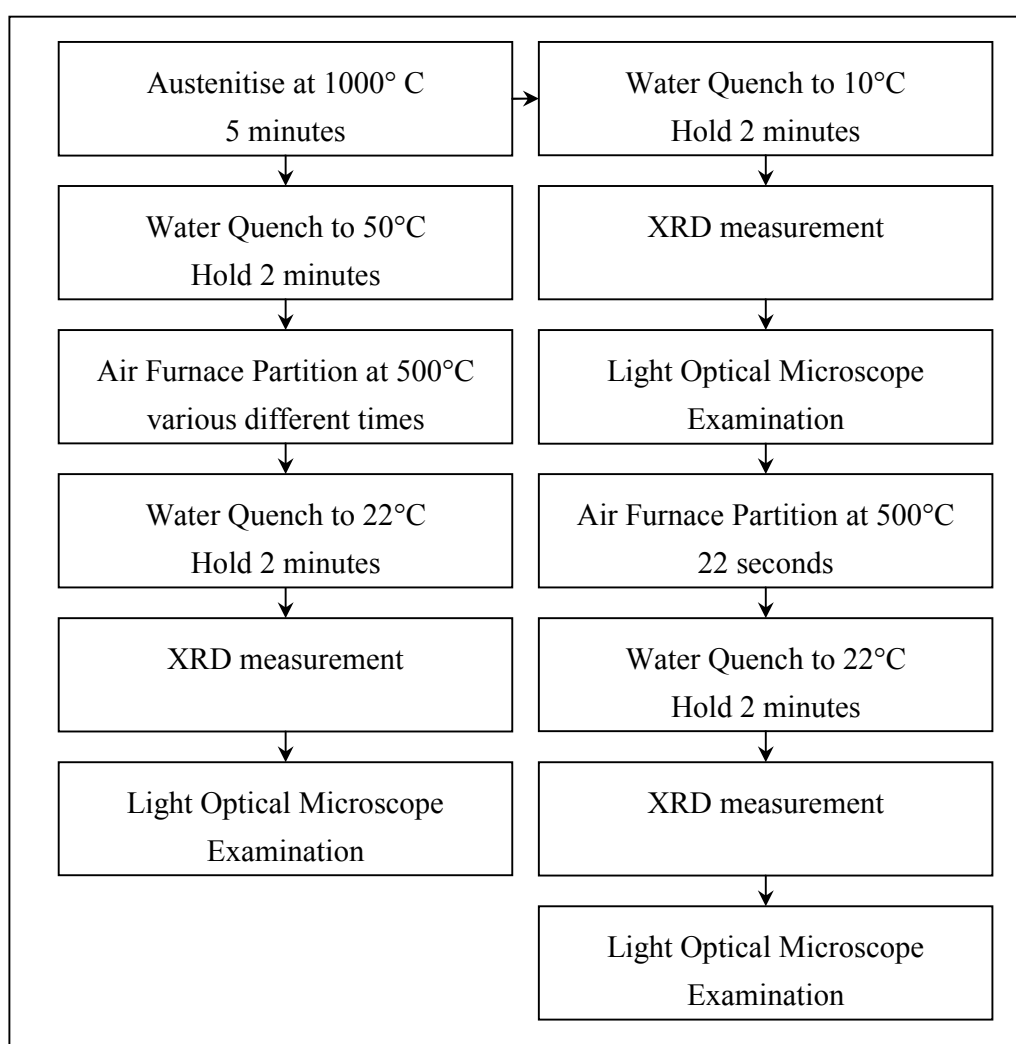 Austenitise at 1000° C
5 minutes
Water Quench to 50°C
Hold 2 minutes
Air Furnace Partition at 500°C
various different times
Water Quench to 22°C
Hold 2 minutes
XRD measurement
Light Optical Microscope
Examination
Water Quench to 10°C
Hold 2 minutes
XRD measurement
Light Optical Microscope
Examination
Air Furnace Partition at 500°C
22 seconds
Water Quench to 22°C
Hold 2 minutes
XRD measurement
Light Optical Microscope
Examination